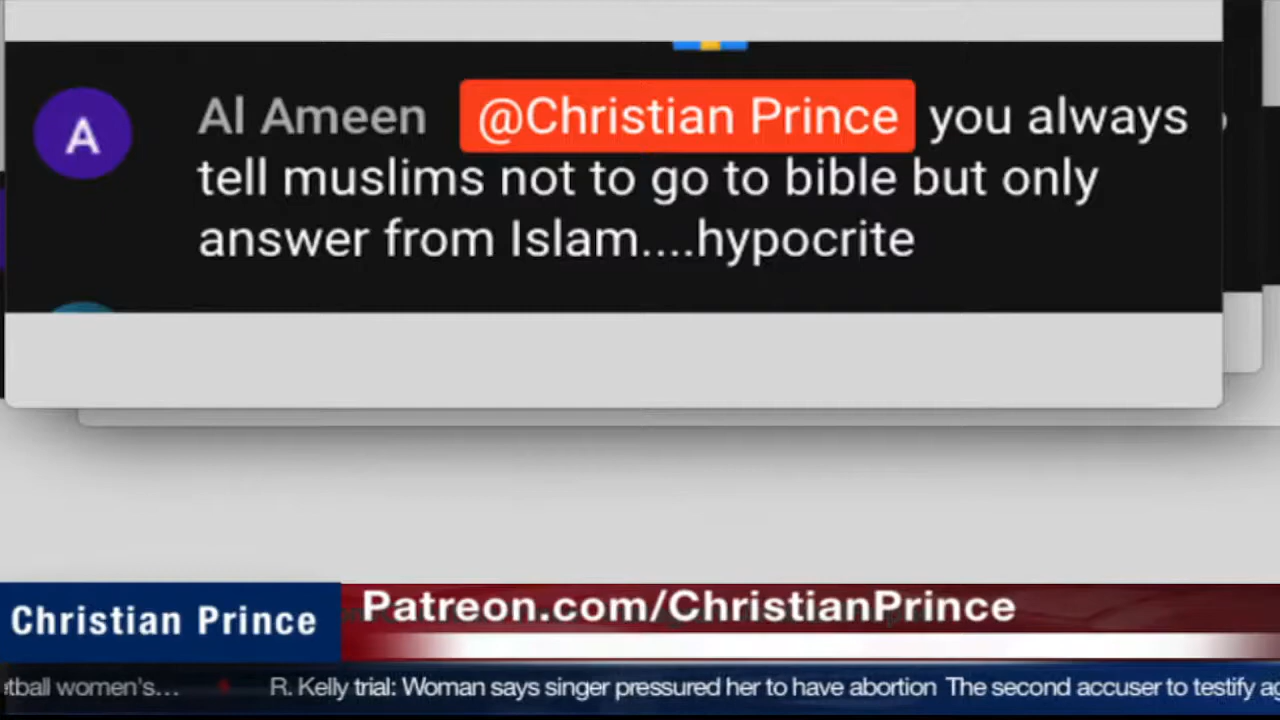 A
Al Ameen @Christian Prince you always
tell muslims not to go to bible but only
answer from Islam....hypocrite
Christian Prince
Patreon.com/ChristianPrince
women's... R. Kelly trial: Woman says singer pressured her to have abortion The second accuser to testify